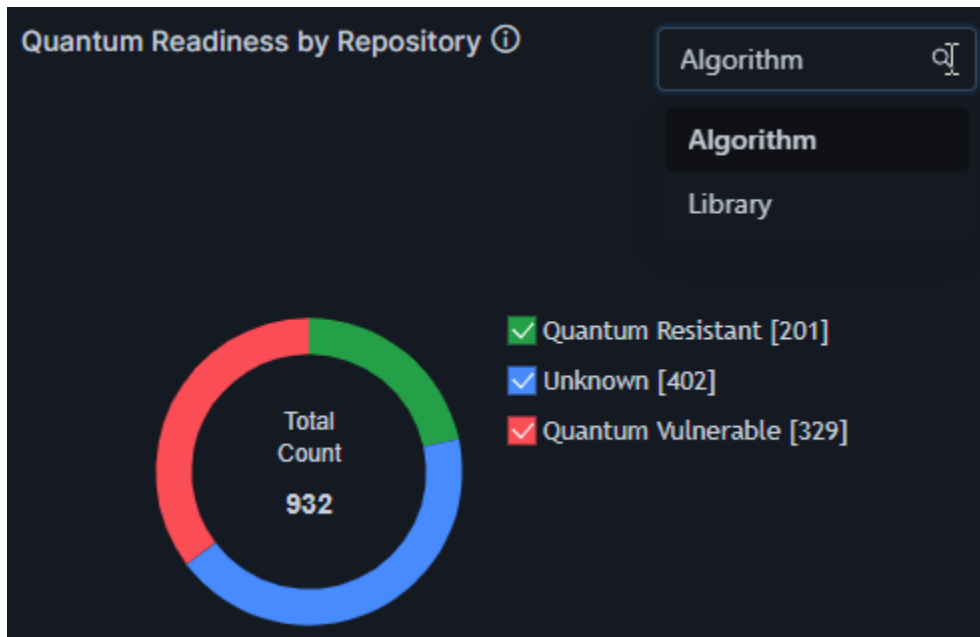 Quantum Readiness by Repository
Algorithm
Algorithm
Library
Quantum Resistant [201]
Unknown [402]
Quantum Vulnerable [329]
Total
Count
932